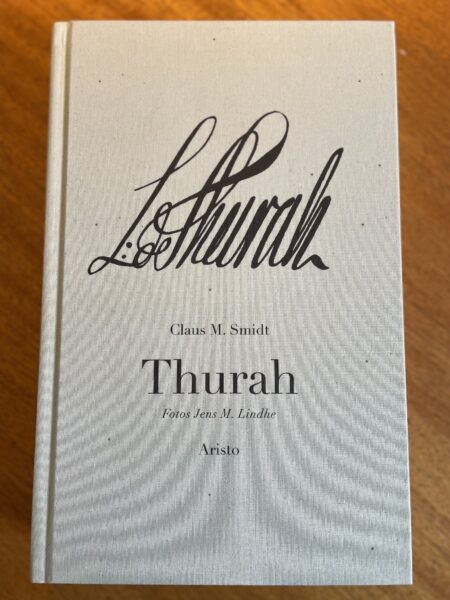 L. de Thurah
Claus M. Smidt
Thurah
Fotos Jens M. Lindhe
Aristo